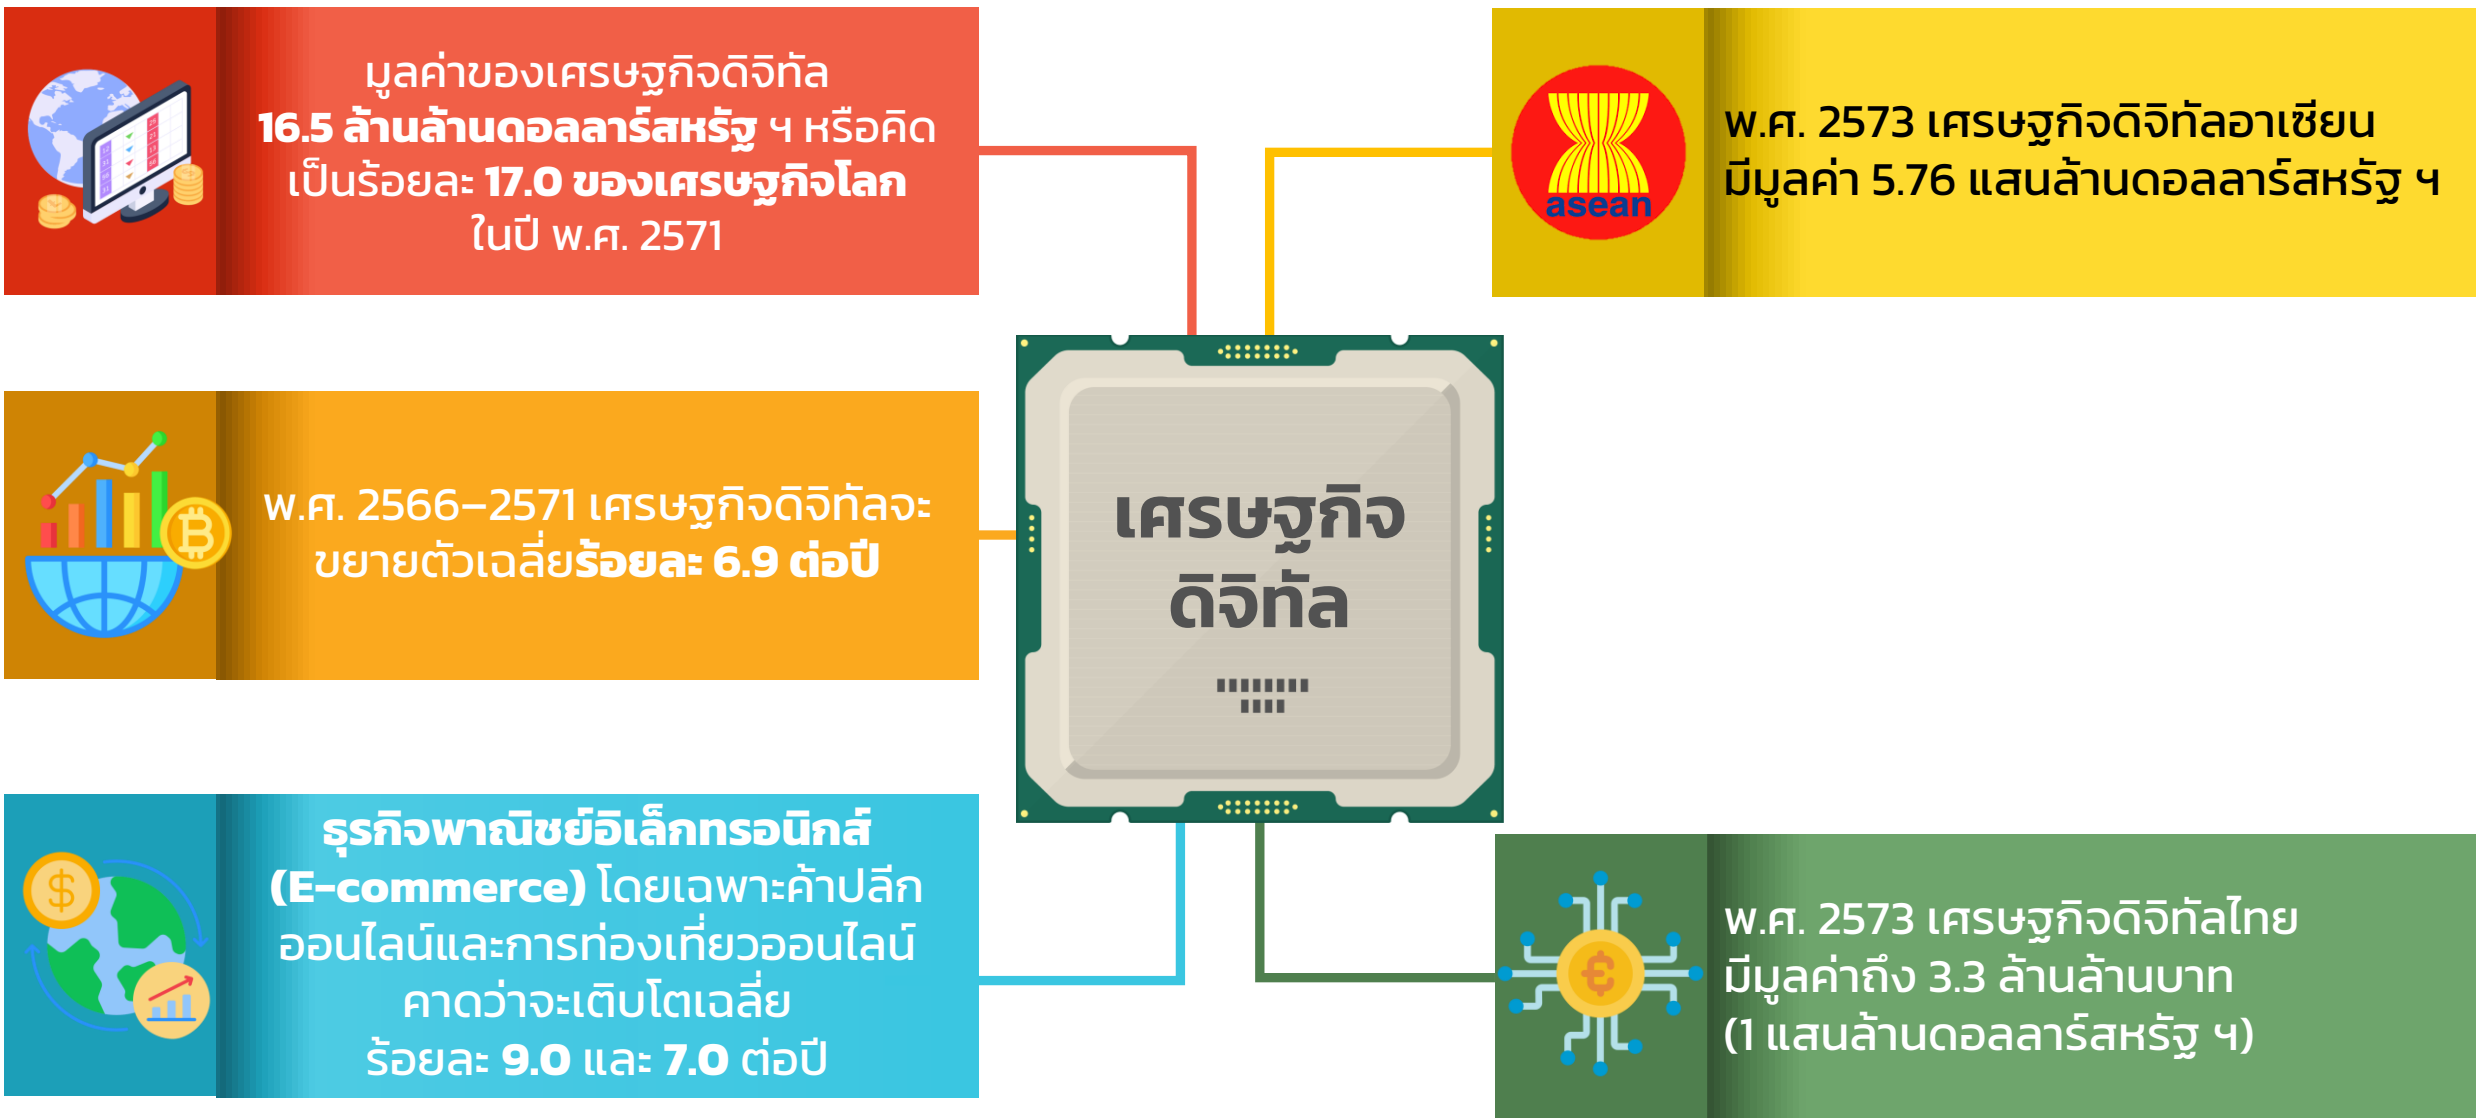 มูลค่าของเศรษฐกิจดิจิทัล
16.5 ล้านล้านดอลลาร์สหรัฐ ฯ หรือคิด
เป็นร้อยละ 17.0 ของเศรษฐกิจโลก
ในปี พ.ศ. 2571
asean
พ.ศ. 2573 เศรษฐกิจดิจิทัลอาเซียน
มีมูลค่า 5.76 แสนล้านดอลลาร์สหรัฐ ฯ
พ.ศ. 2566–2571 เศรษฐกิจดิจิทัลจะ
ขยายตัวเฉลี่ยร้อยละ 6.9 ต่อปี
เศรษฐกิจ
ดิจิทัล
ธุรกิจพาณิชย์อิเล็กทรอนิกส์
(E-commerce) โดยเฉพาะค้าปลีก
ออนไลน์และการท่องเที่ยวออนไลน์
คาดว่าจะเติบโตเฉลี่ย
ร้อยละ 9.0 และ 7.0 ต่อปี
พ.ศ. 2573 เศรษฐกิจดิจิทัลไทย
มีมูลค่าถึง 3.3 ล้านล้านบาท
(1 แสนล้านดอลลาร์สหรัฐ ฯ)